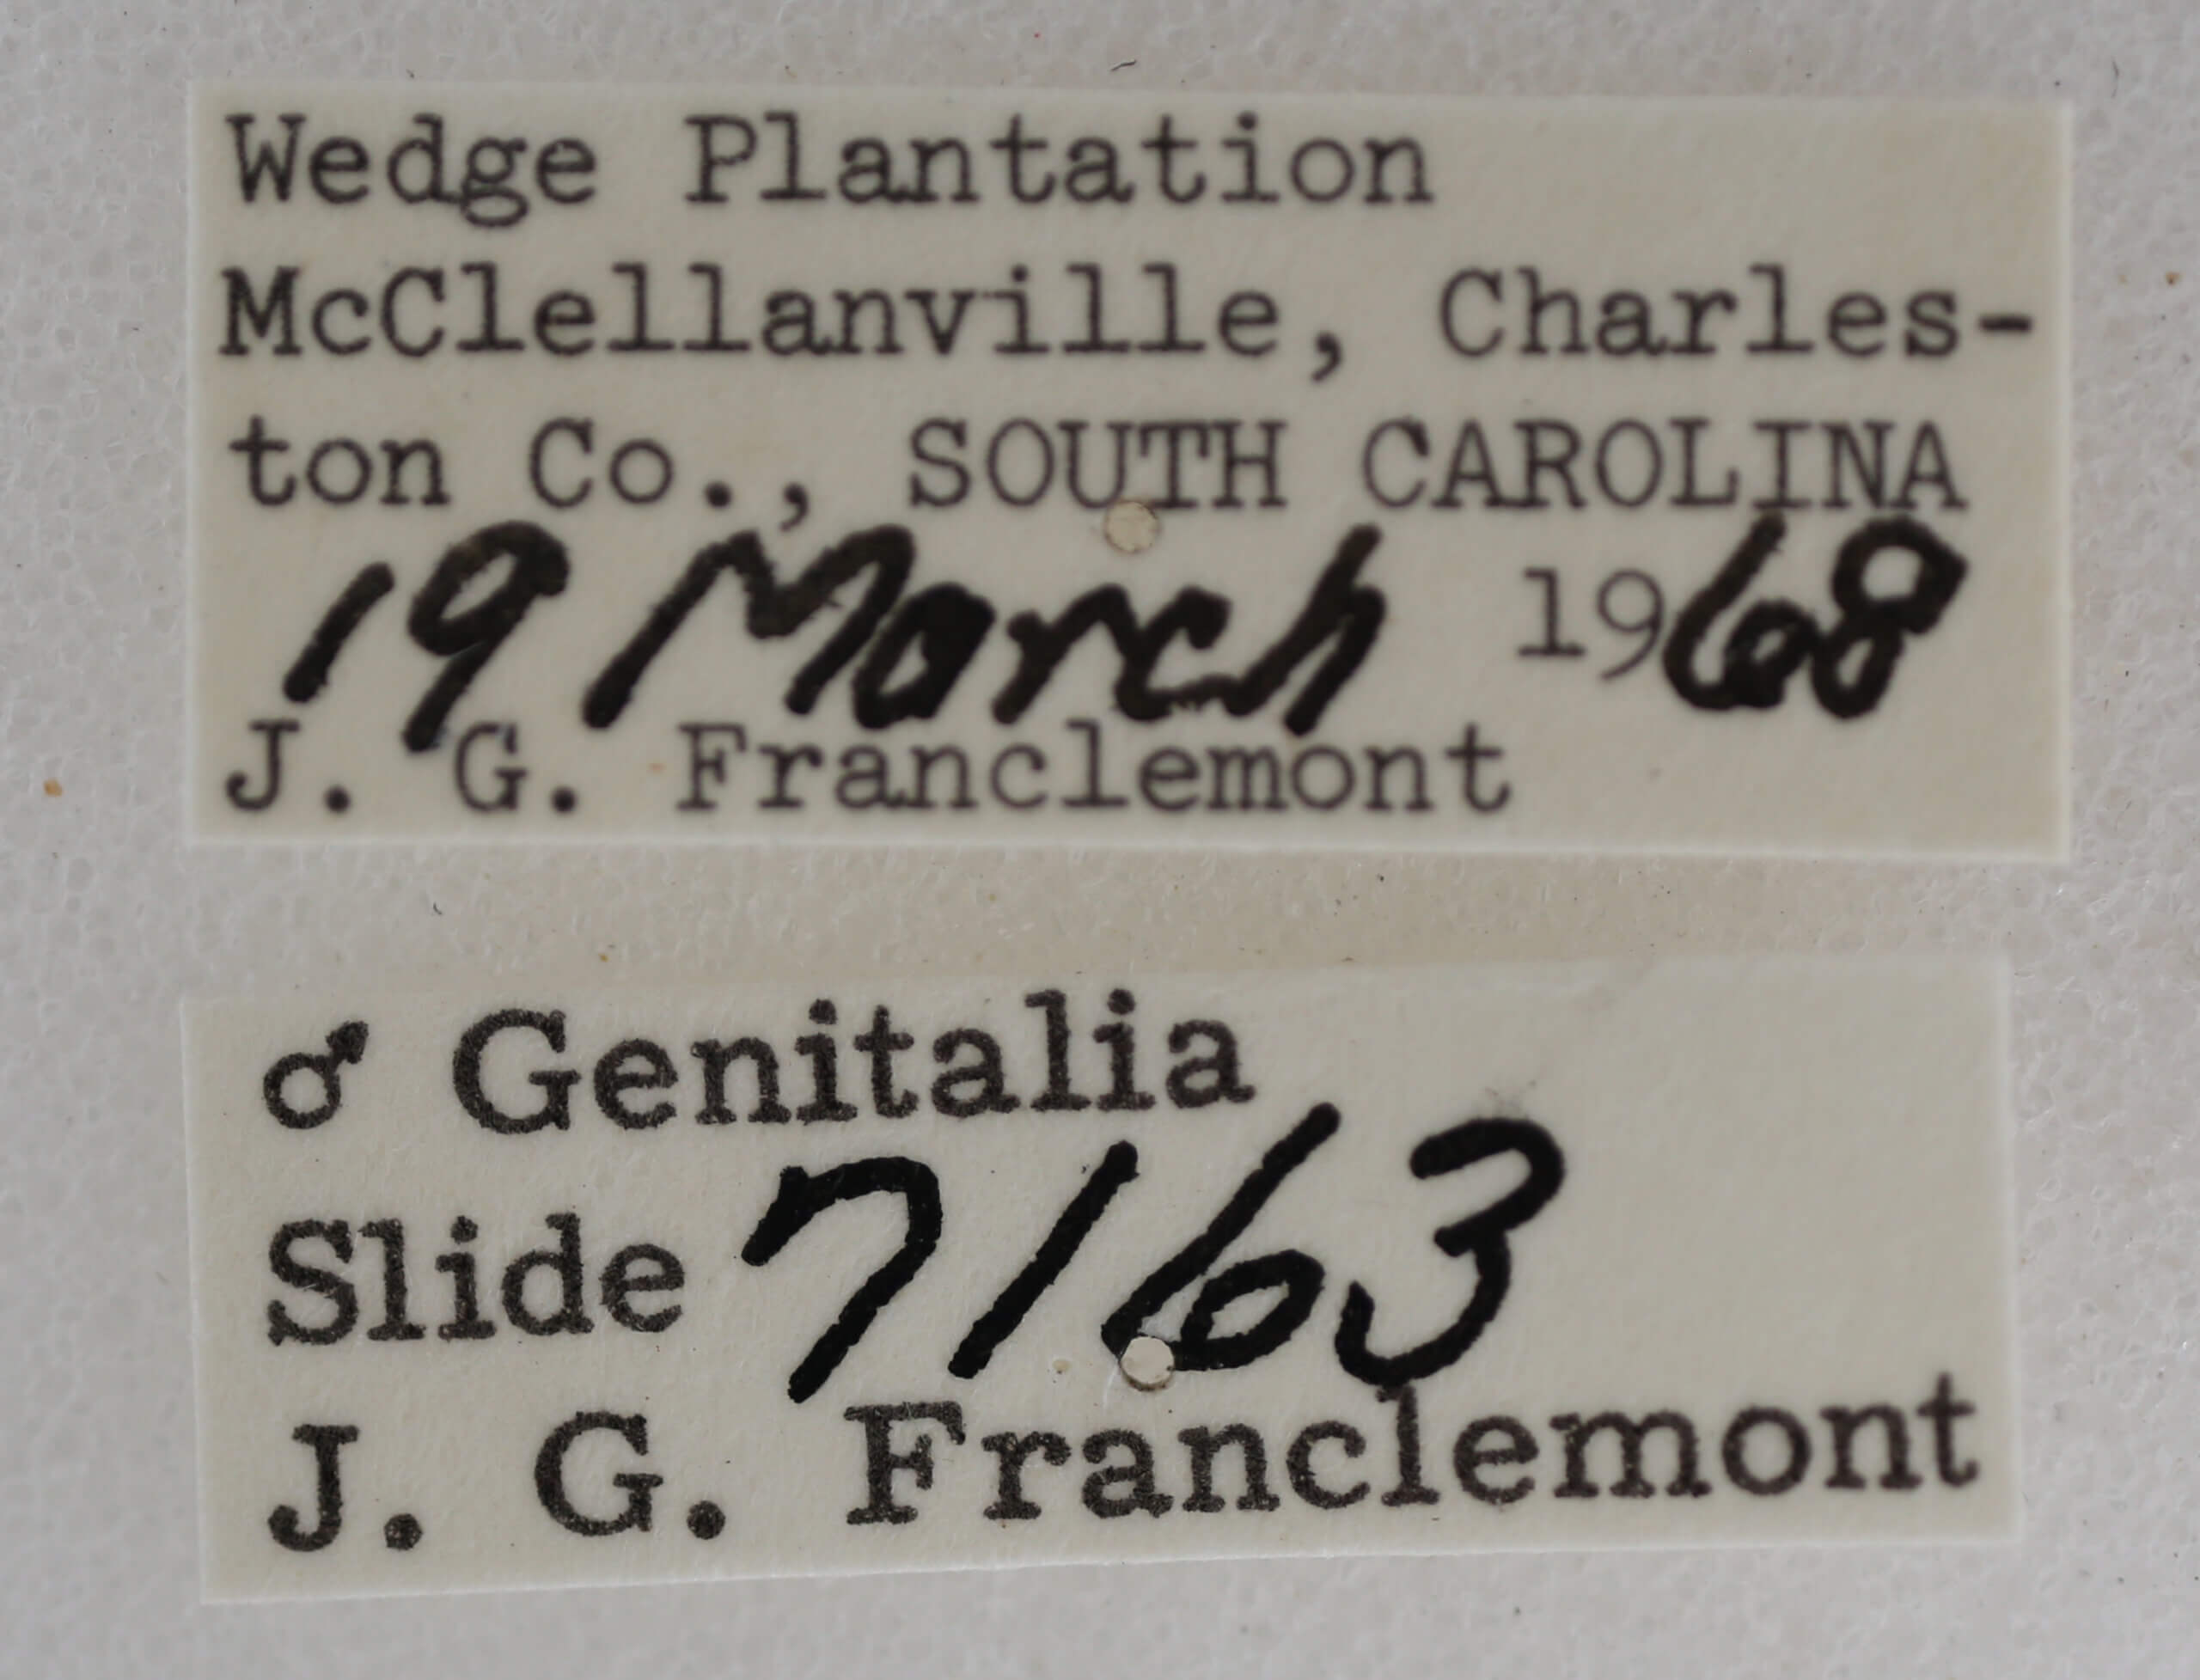 Wedge Plantation
McClellanville, Charles-
ton Co., SOUTH CAROLINA
19 March 1968
J. G. Franclemont
♂ Genitalia
Slide 7163
J. G. Franclemont